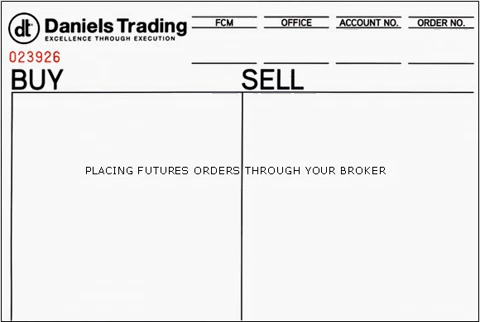 dt Daniels Trading
EXCELLENCE THROUGH EXECUTION
FCM OFFICE ACCOUNT NO. ORDER NO.
023926
BUY SELL
PLACING FUTURES ORDERS THROUGH YOUR BROKER